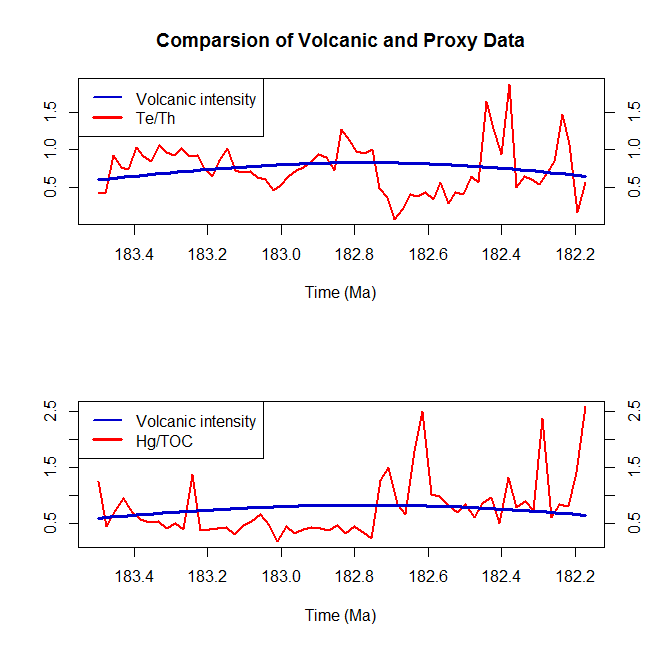 Comparsion of Volcanic and Proxy Data
Volcanic intensity
Te/Th
0.5 1.0 1.5
0.5 1.0 1.5
183.4 183.2 183.0 182.8 182.6 182.4 182.2
Time (Ma)
Volcanic intensity
Hg/TOC
0.5 1.5 2.5
0.5 1.5 2.5
183.4 183.2 183.0 182.8 182.6 182.4 182.2
Time (Ma)